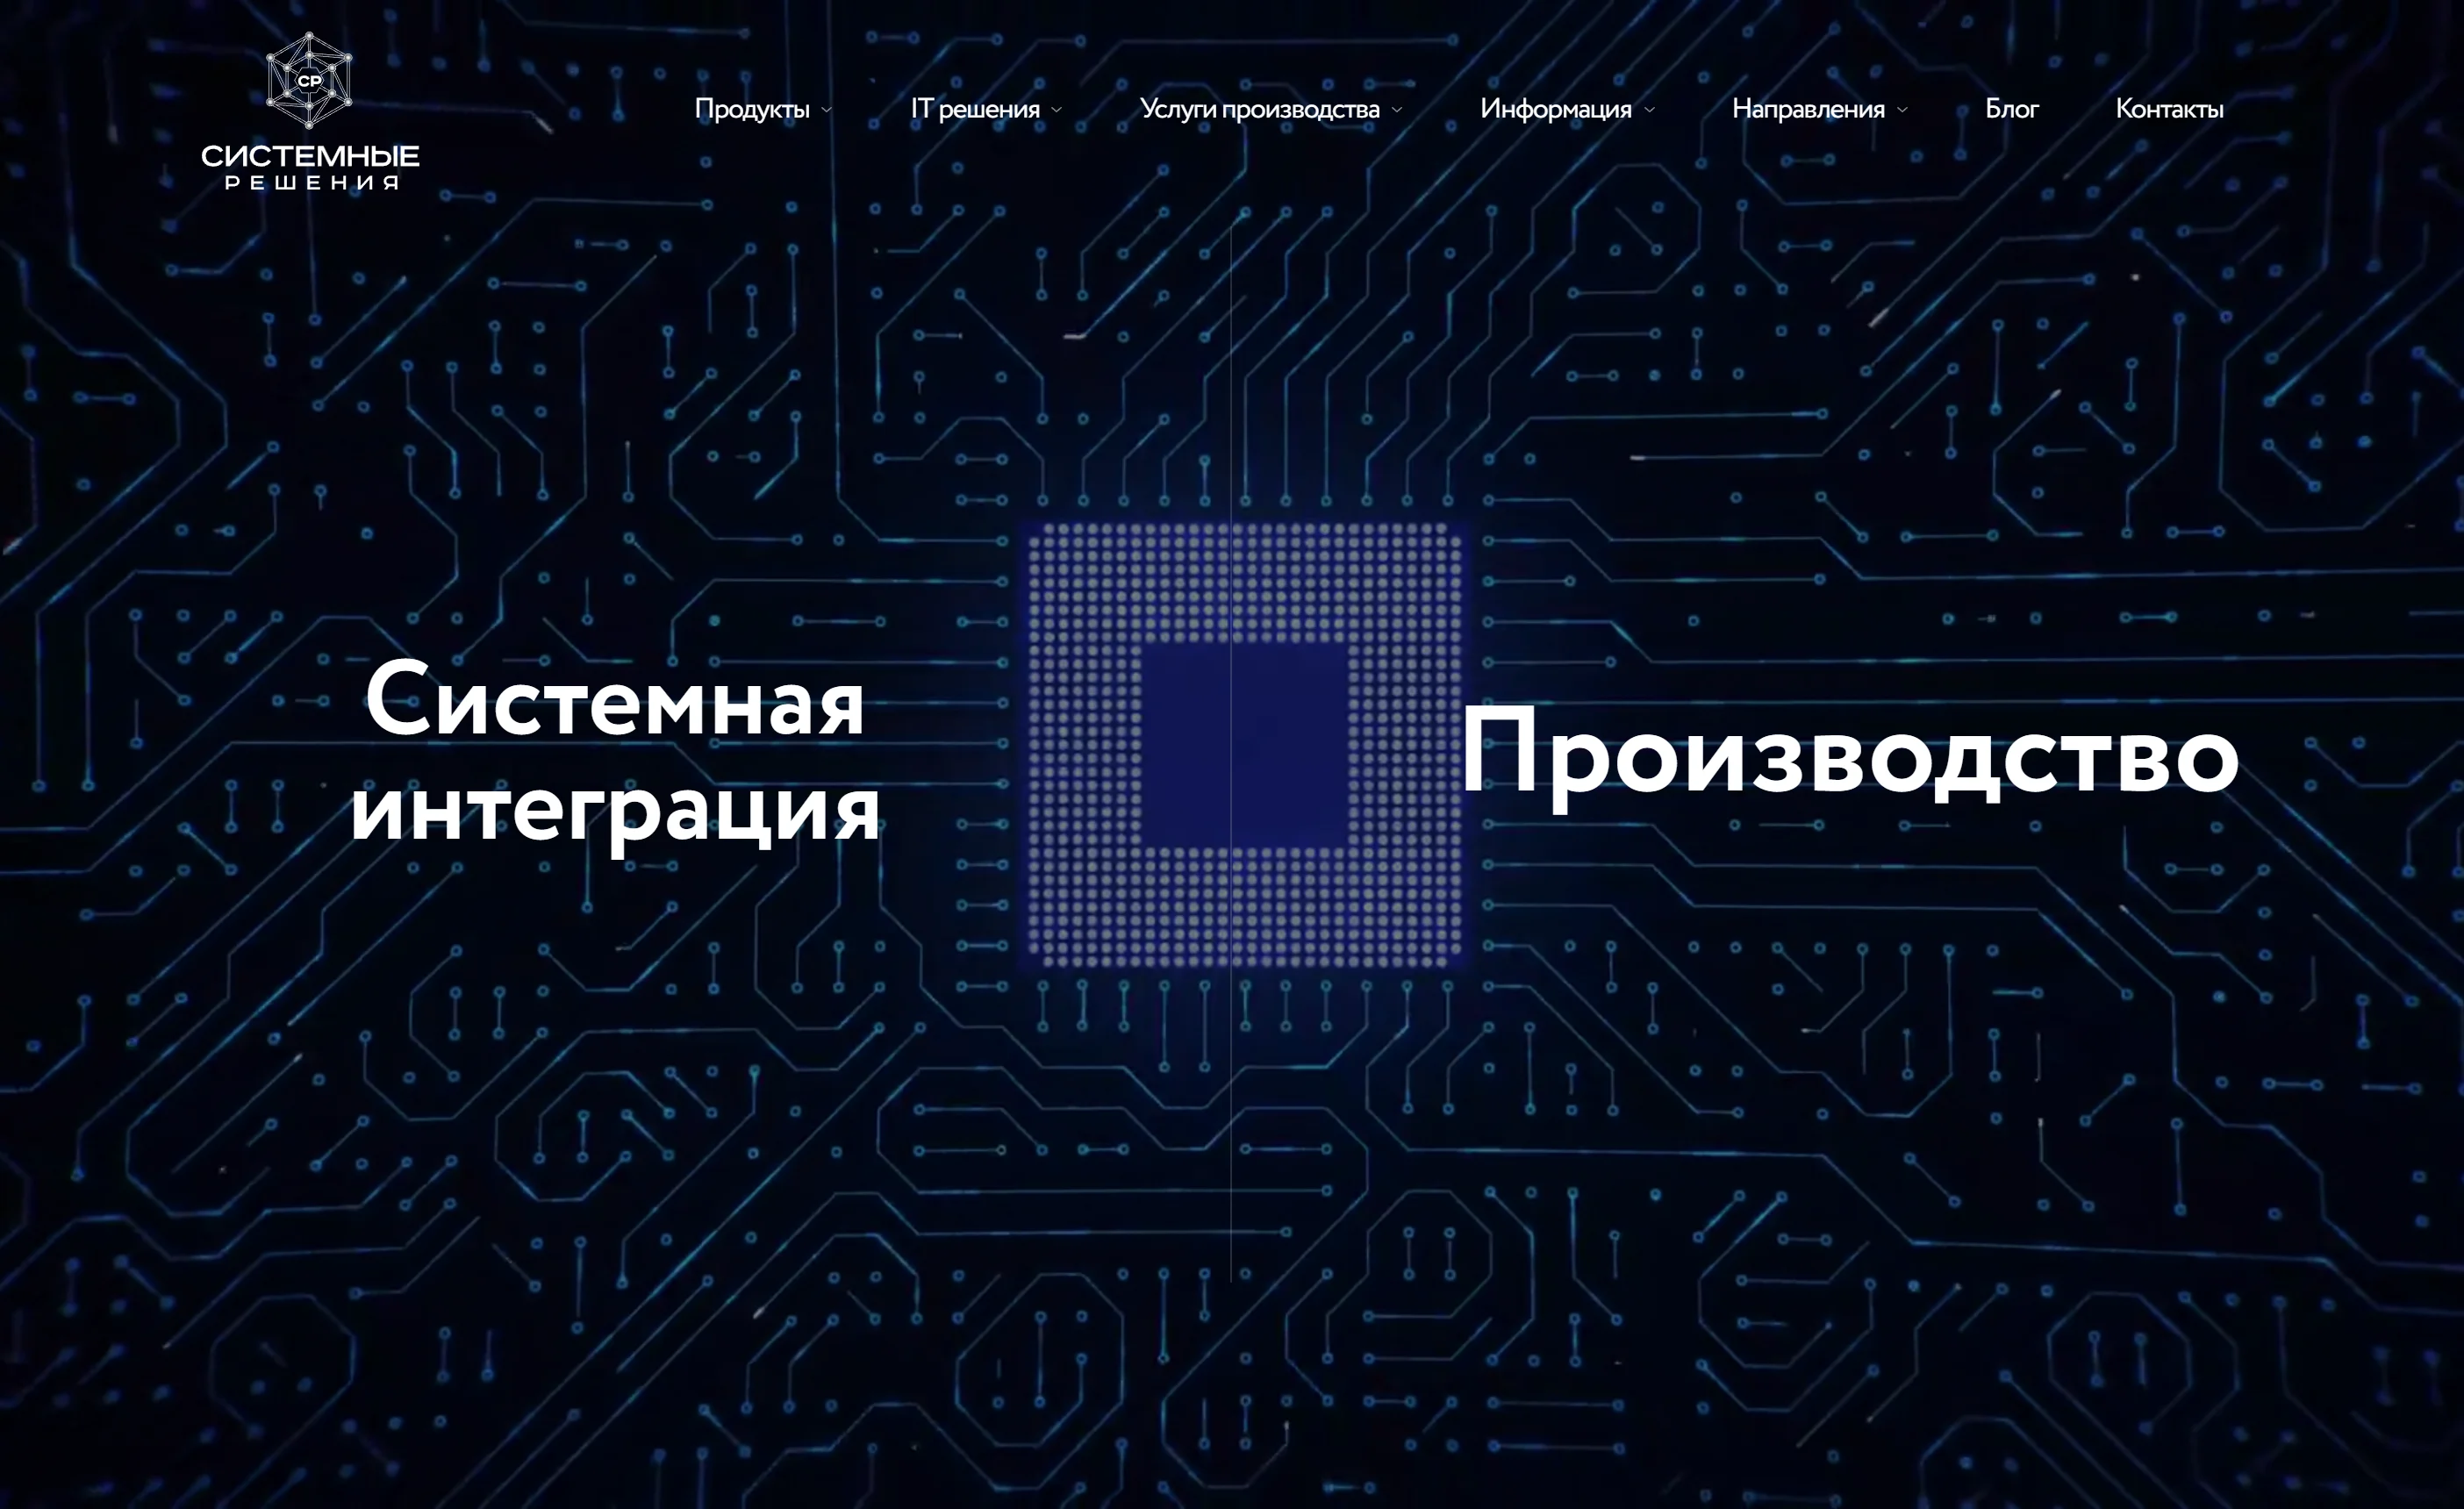 СР
СИСТЕМНЫЕ
РЕШЕНИЯ
Продукты
IT решения
Услуги производства
Информация
Направления
Блог
Контакты
Системная
интеграция
Производство